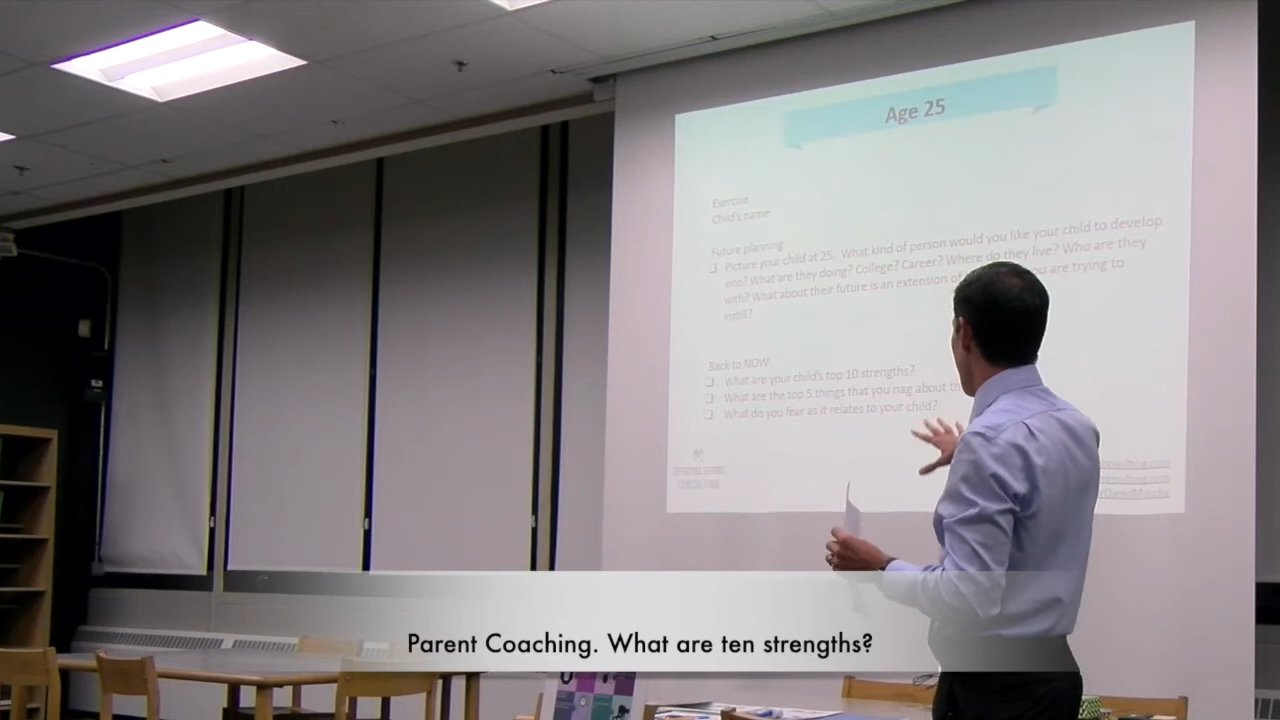 Age 25
Exercise
Child's name
Future planning:
Picture your child at 25. What kind of person would you like your child to develop
into? What are they doing? College? Career? Where do they live? Who are they
with? What about their future is an extension of you are trying to
instill?
Back to NOW:
What are your child's top 10 strengths?
What are the top 5 things that you nag about
What do you fear as it relates to your child?
CONSULTING
Parent Coaching. What are ten strengths?